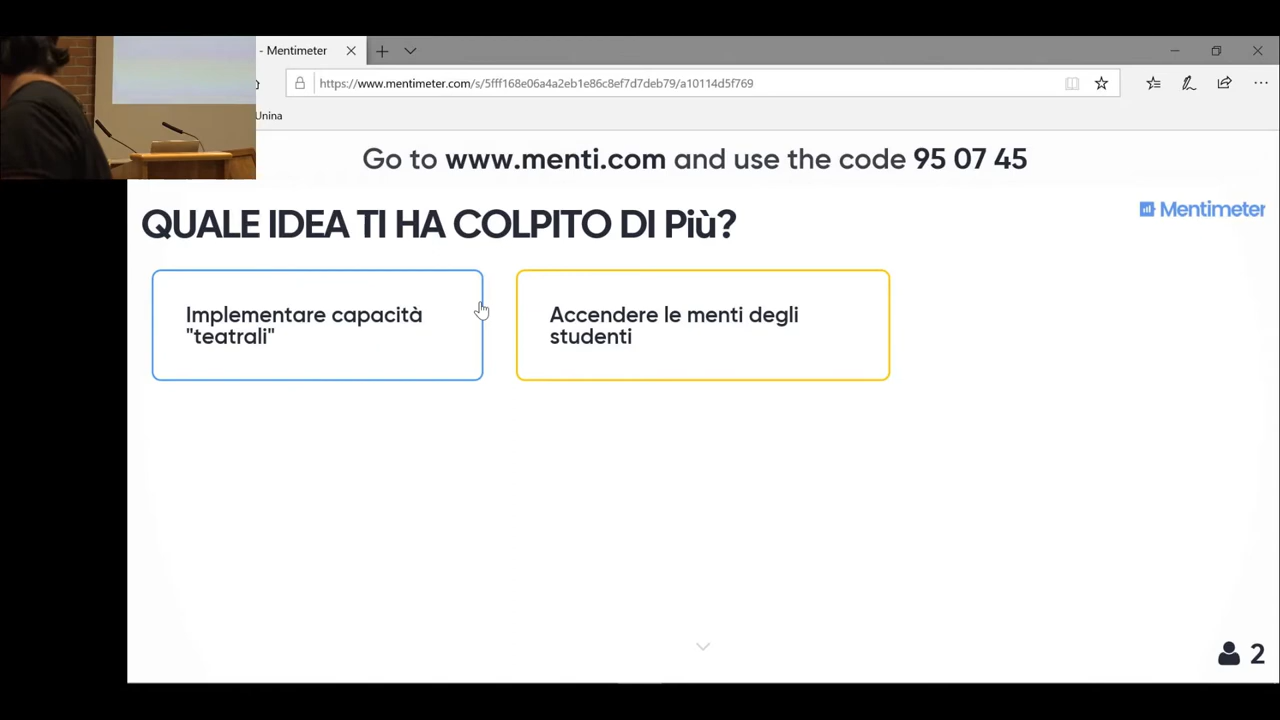 - Mentimeter
https://www.mentimeter.com/s/5fff168e06a4a2eb1e86c8ef7d7deb79/a10114d5f769
Unina
Go to www.menti.com and use the code 95 07 45
Mentimeter
QUALE IDEA TI HA COLPITO DI Più?
Implementare capacità
"teatrali"
Accendere le menti degli
studenti
2